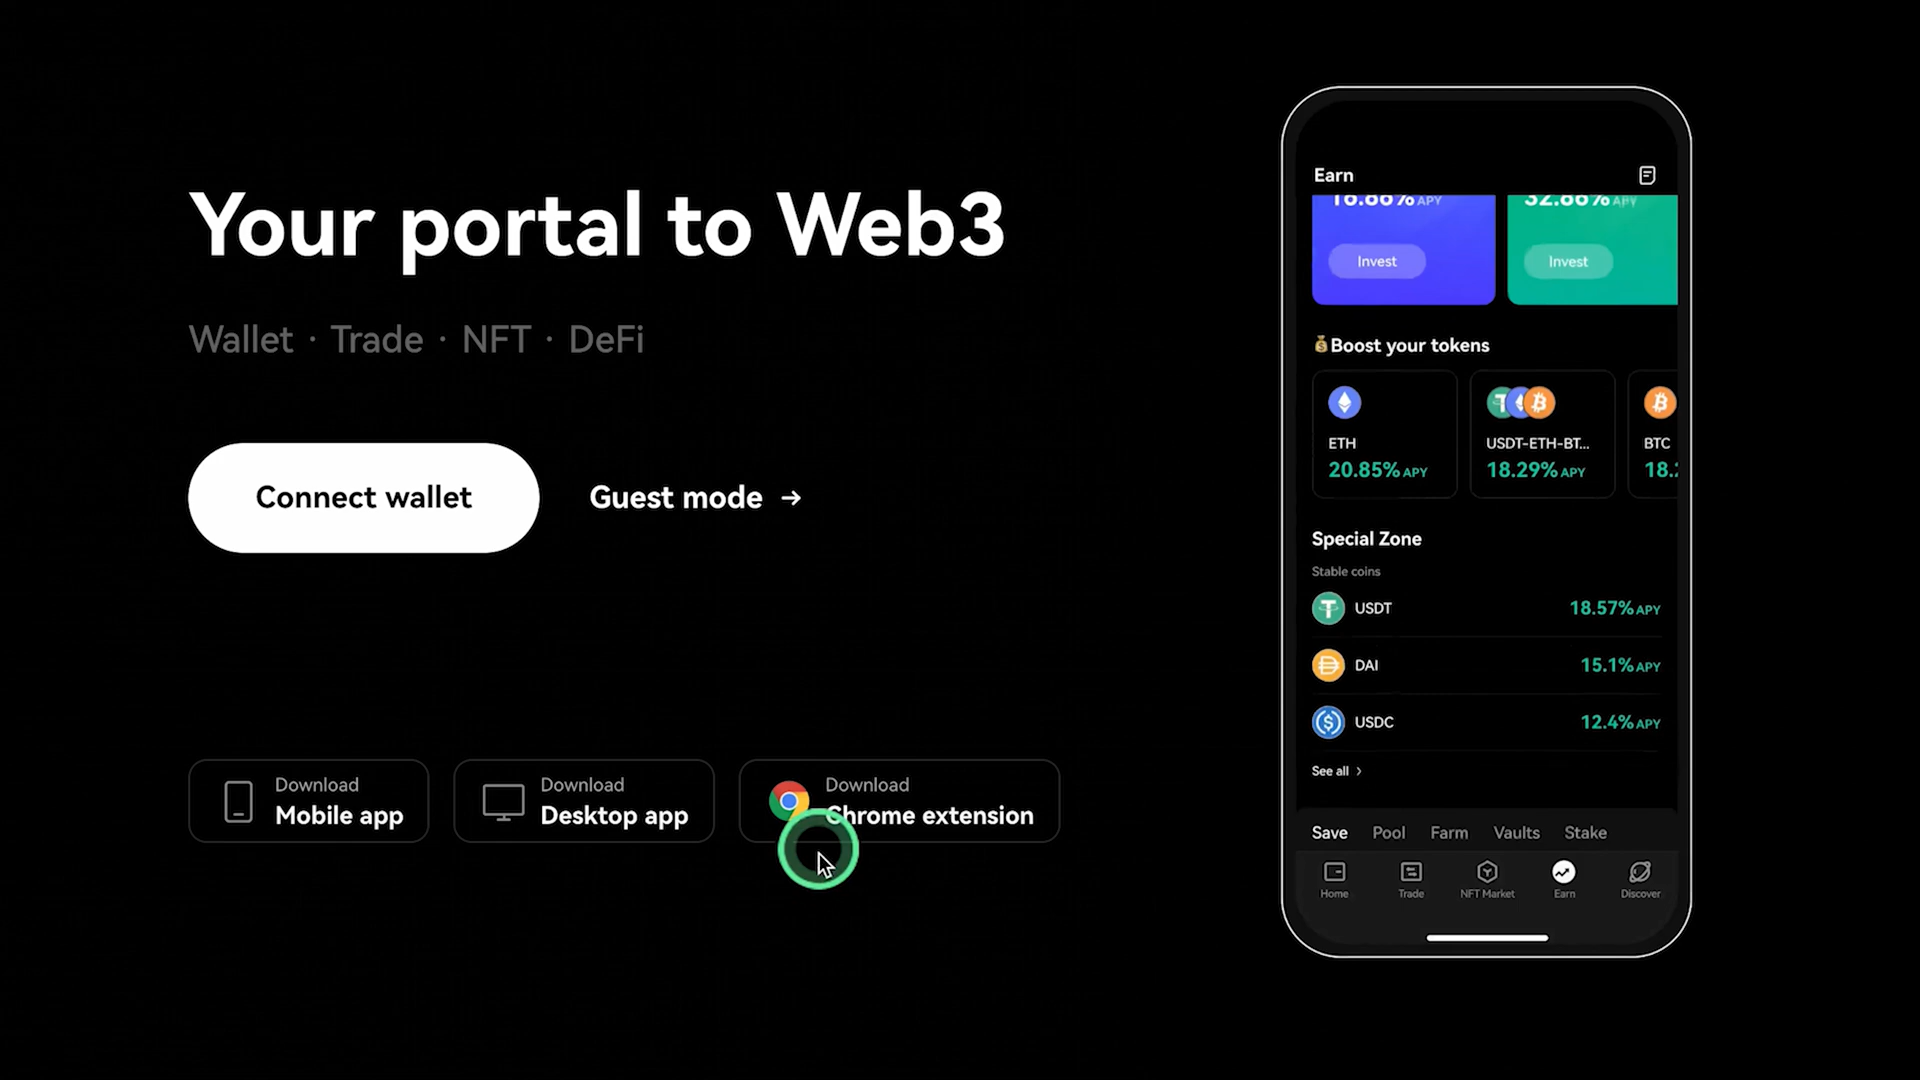 Your portal to Web3
Wallet · Trade · NFT · DeFi
Connect wallet
Guest mode →
Download
Mobile app
Download
Desktop app
Download
Chrome extension
Earn
APY
APY
Invest
Invest
Boost your tokens
ETH
20.85% APY
USDT-ETH-BT...
18.29% APY
BTC
18.2
Special Zone
Stable coins
USDT
18.57% APY
DAI
15.1% APY
USDC
12.4% APY
See all >
Save Pool Farm Vaults Stake
Home Trade NFT Market Earn Discover